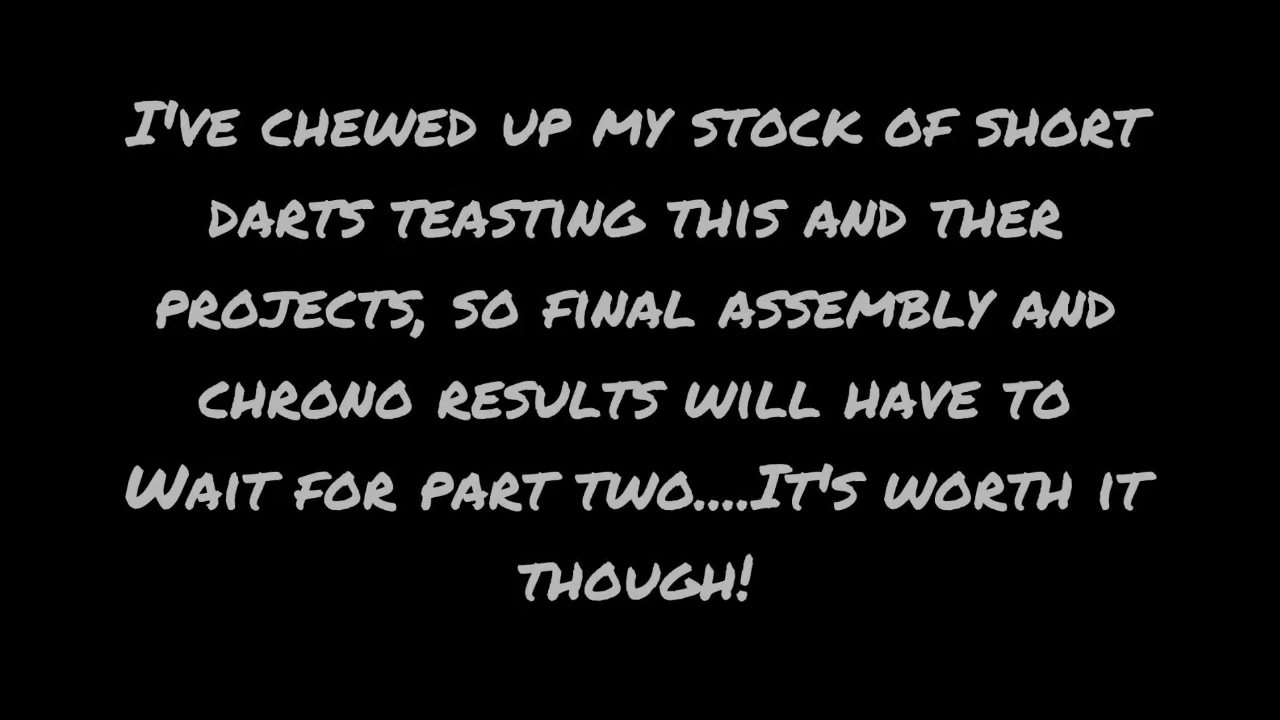 I've chewed up my stock of short
darts teasting this and ther
projects, so final assembly and
chrono results will have to
Wait for part two....It's worth it
though!